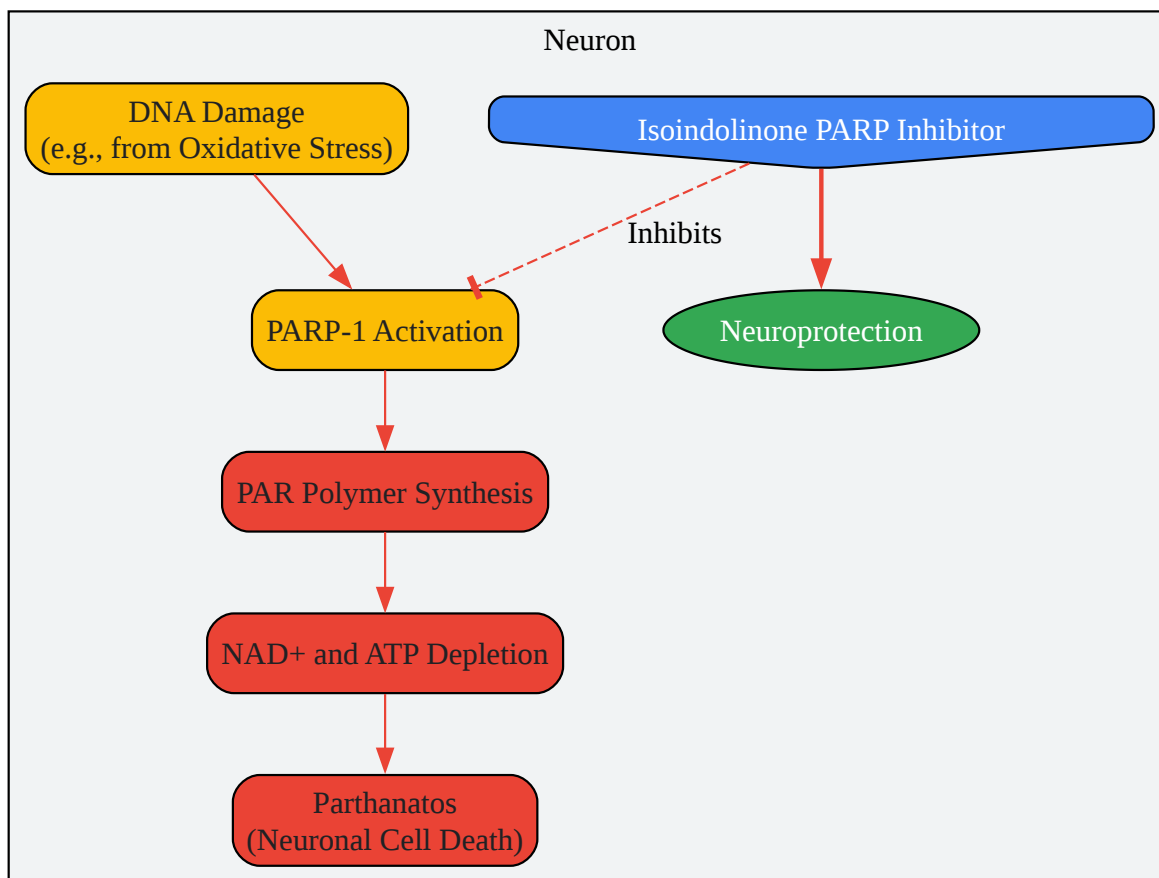 Neuron
DNA Damage
(e.g., from Oxidative Stress)
Isoindolinone PARP Inhibitor
Inhibits
PARP-1 Activation
Neuroprotection
PAR Polymer Synthesis
NAD+ and ATP Depletion
Parthanatos
(Neuronal Cell Death)